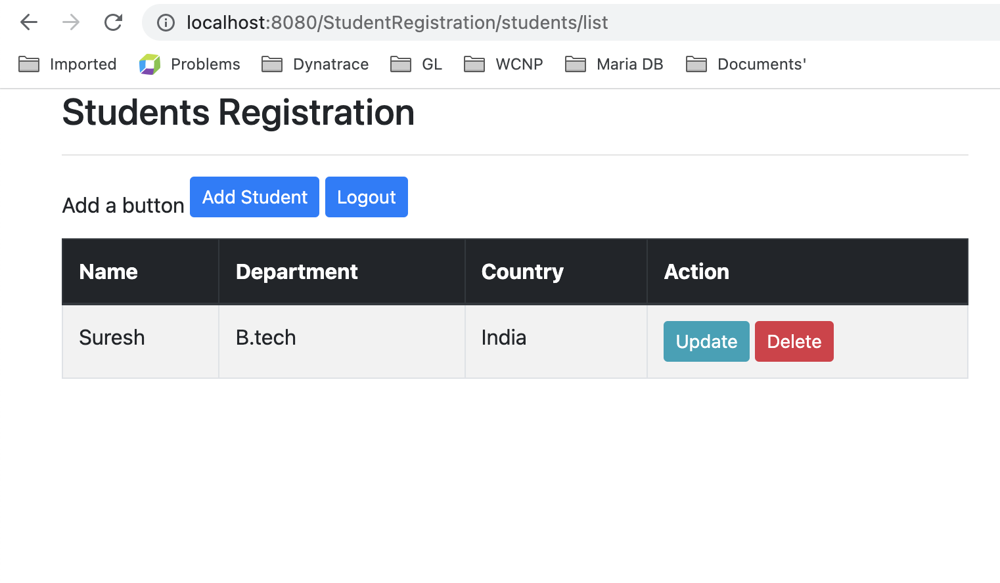 localhost:8080/StudentRegistration/students/list
Imported Problems Dynatrace GL WCNP Maria DB Documents'
Students Registration
Add a button Add Student Logout
Name Department Country Action
Suresh B.tech India Update Delete